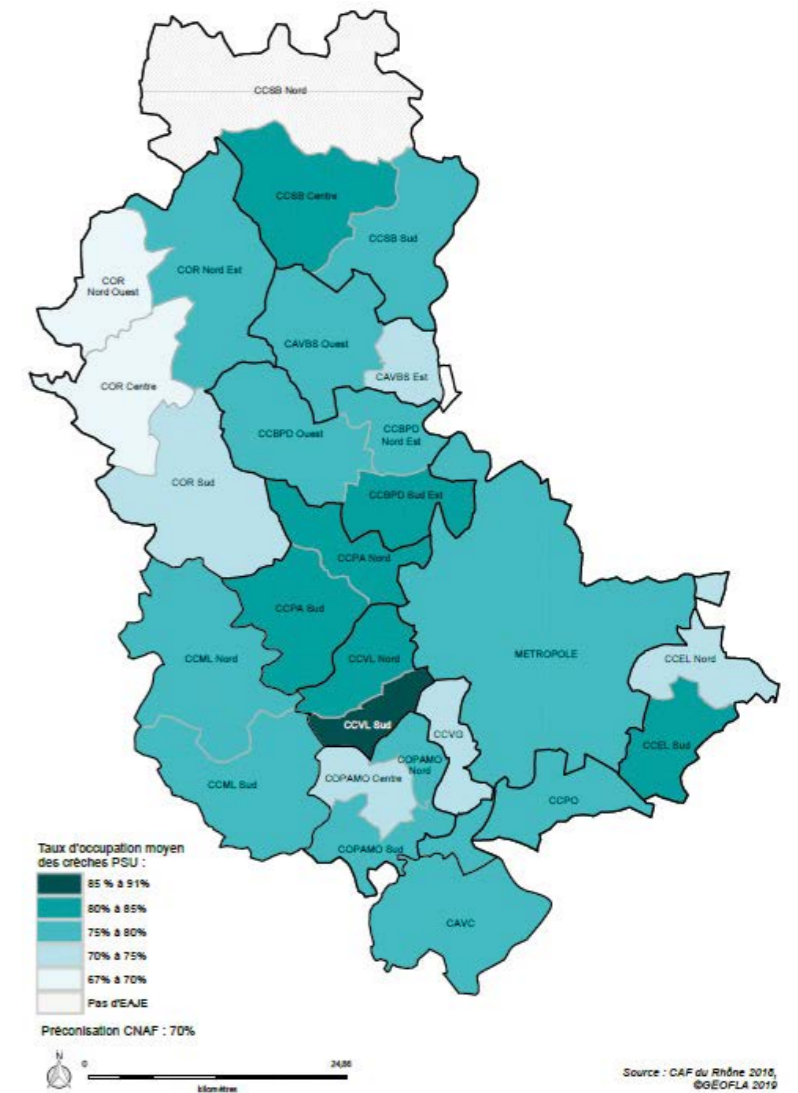 CCSB Nord
CCSB Centre
CCSB Sud
COR Nord Est
COR
Nord Ouest
CAVBS Ouest
CAVBS Est
COR Centre
CCBPD Ouest
CCBPD
Nord Est
COR Sud
CCBPD Sud Est
CCPA Nord
CCPA Sud
METROPOLE
CCML Nord
CCVL Nord
CCEL Nord
CCVL Sud
CCVG
CCEL Sud
COPAMO
Nord
COPAMO Centre
CCML Sud
CCPO
COPAMO Sud
CAVC
Taux d'occupation moyen
des crèches PSU :
85 % à 91%
80% à 85%
75% à 80%
70% à 75%
67% à 70%
Pas d'EAJE
Préconisation CNAF : 70%
N
0
24,86
kilomètres
Source : CAF du Rhône 2016,
©GEOFLA 2019